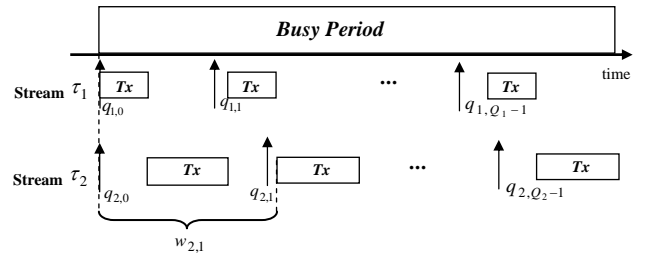 Busy Period
time
Stream τ₁ Tx Tx ... Tx
q₁,₀ q₁,₁ q₁,Q₁₋₁
Stream τ₂ Tx Tx ... Tx
q₂,₀ q₂,₁ q₂,Q₂₋₁
w₂,₁